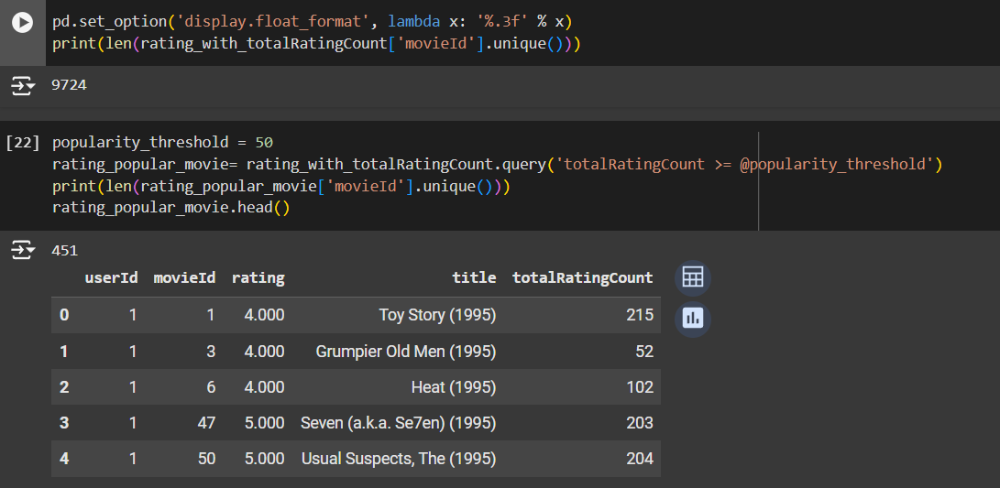 pd.set_option('display.float_format', lambda x: '%.3f' % x)
print(len(rating_with_totalRatingCount['movieId'].unique()))
9724
[22] popularity_threshold = 50
rating_popular_movie= rating_with_totalRatingCount.query('totalRatingCount >= @popularity_threshold')
print(len(rating_popular_movie['movieId'].unique()))
rating_popular_movie.head()
451
userId movieId rating title totalRatingCount
0 1 1 4.000 Toy Story (1995) 215
1 1 3 4.000 Grumpier Old Men (1995) 52
2 1 6 4.000 Heat (1995) 102
3 1 47 5.000 Seven (a.k.a. Se7en) (1995) 203
4 1 50 5.000 Usual Suspects, The (1995) 204